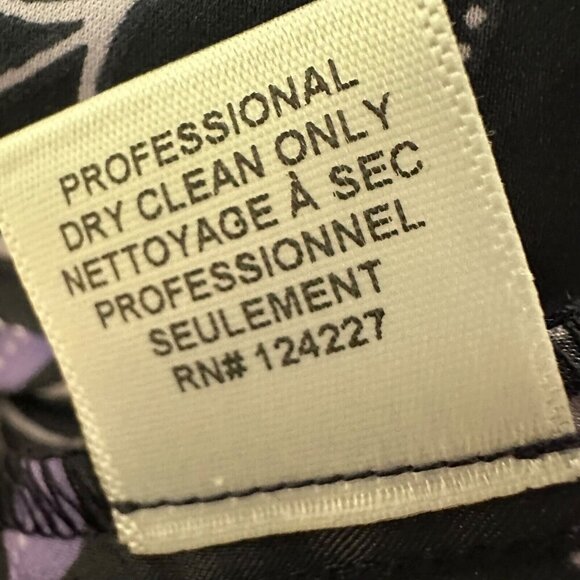 PROFESSIONAL
DRY CLEAN ONLY
NETTOYAGE À SEC
PROFESSIONNEL
SEULEMENT
RN# 124227